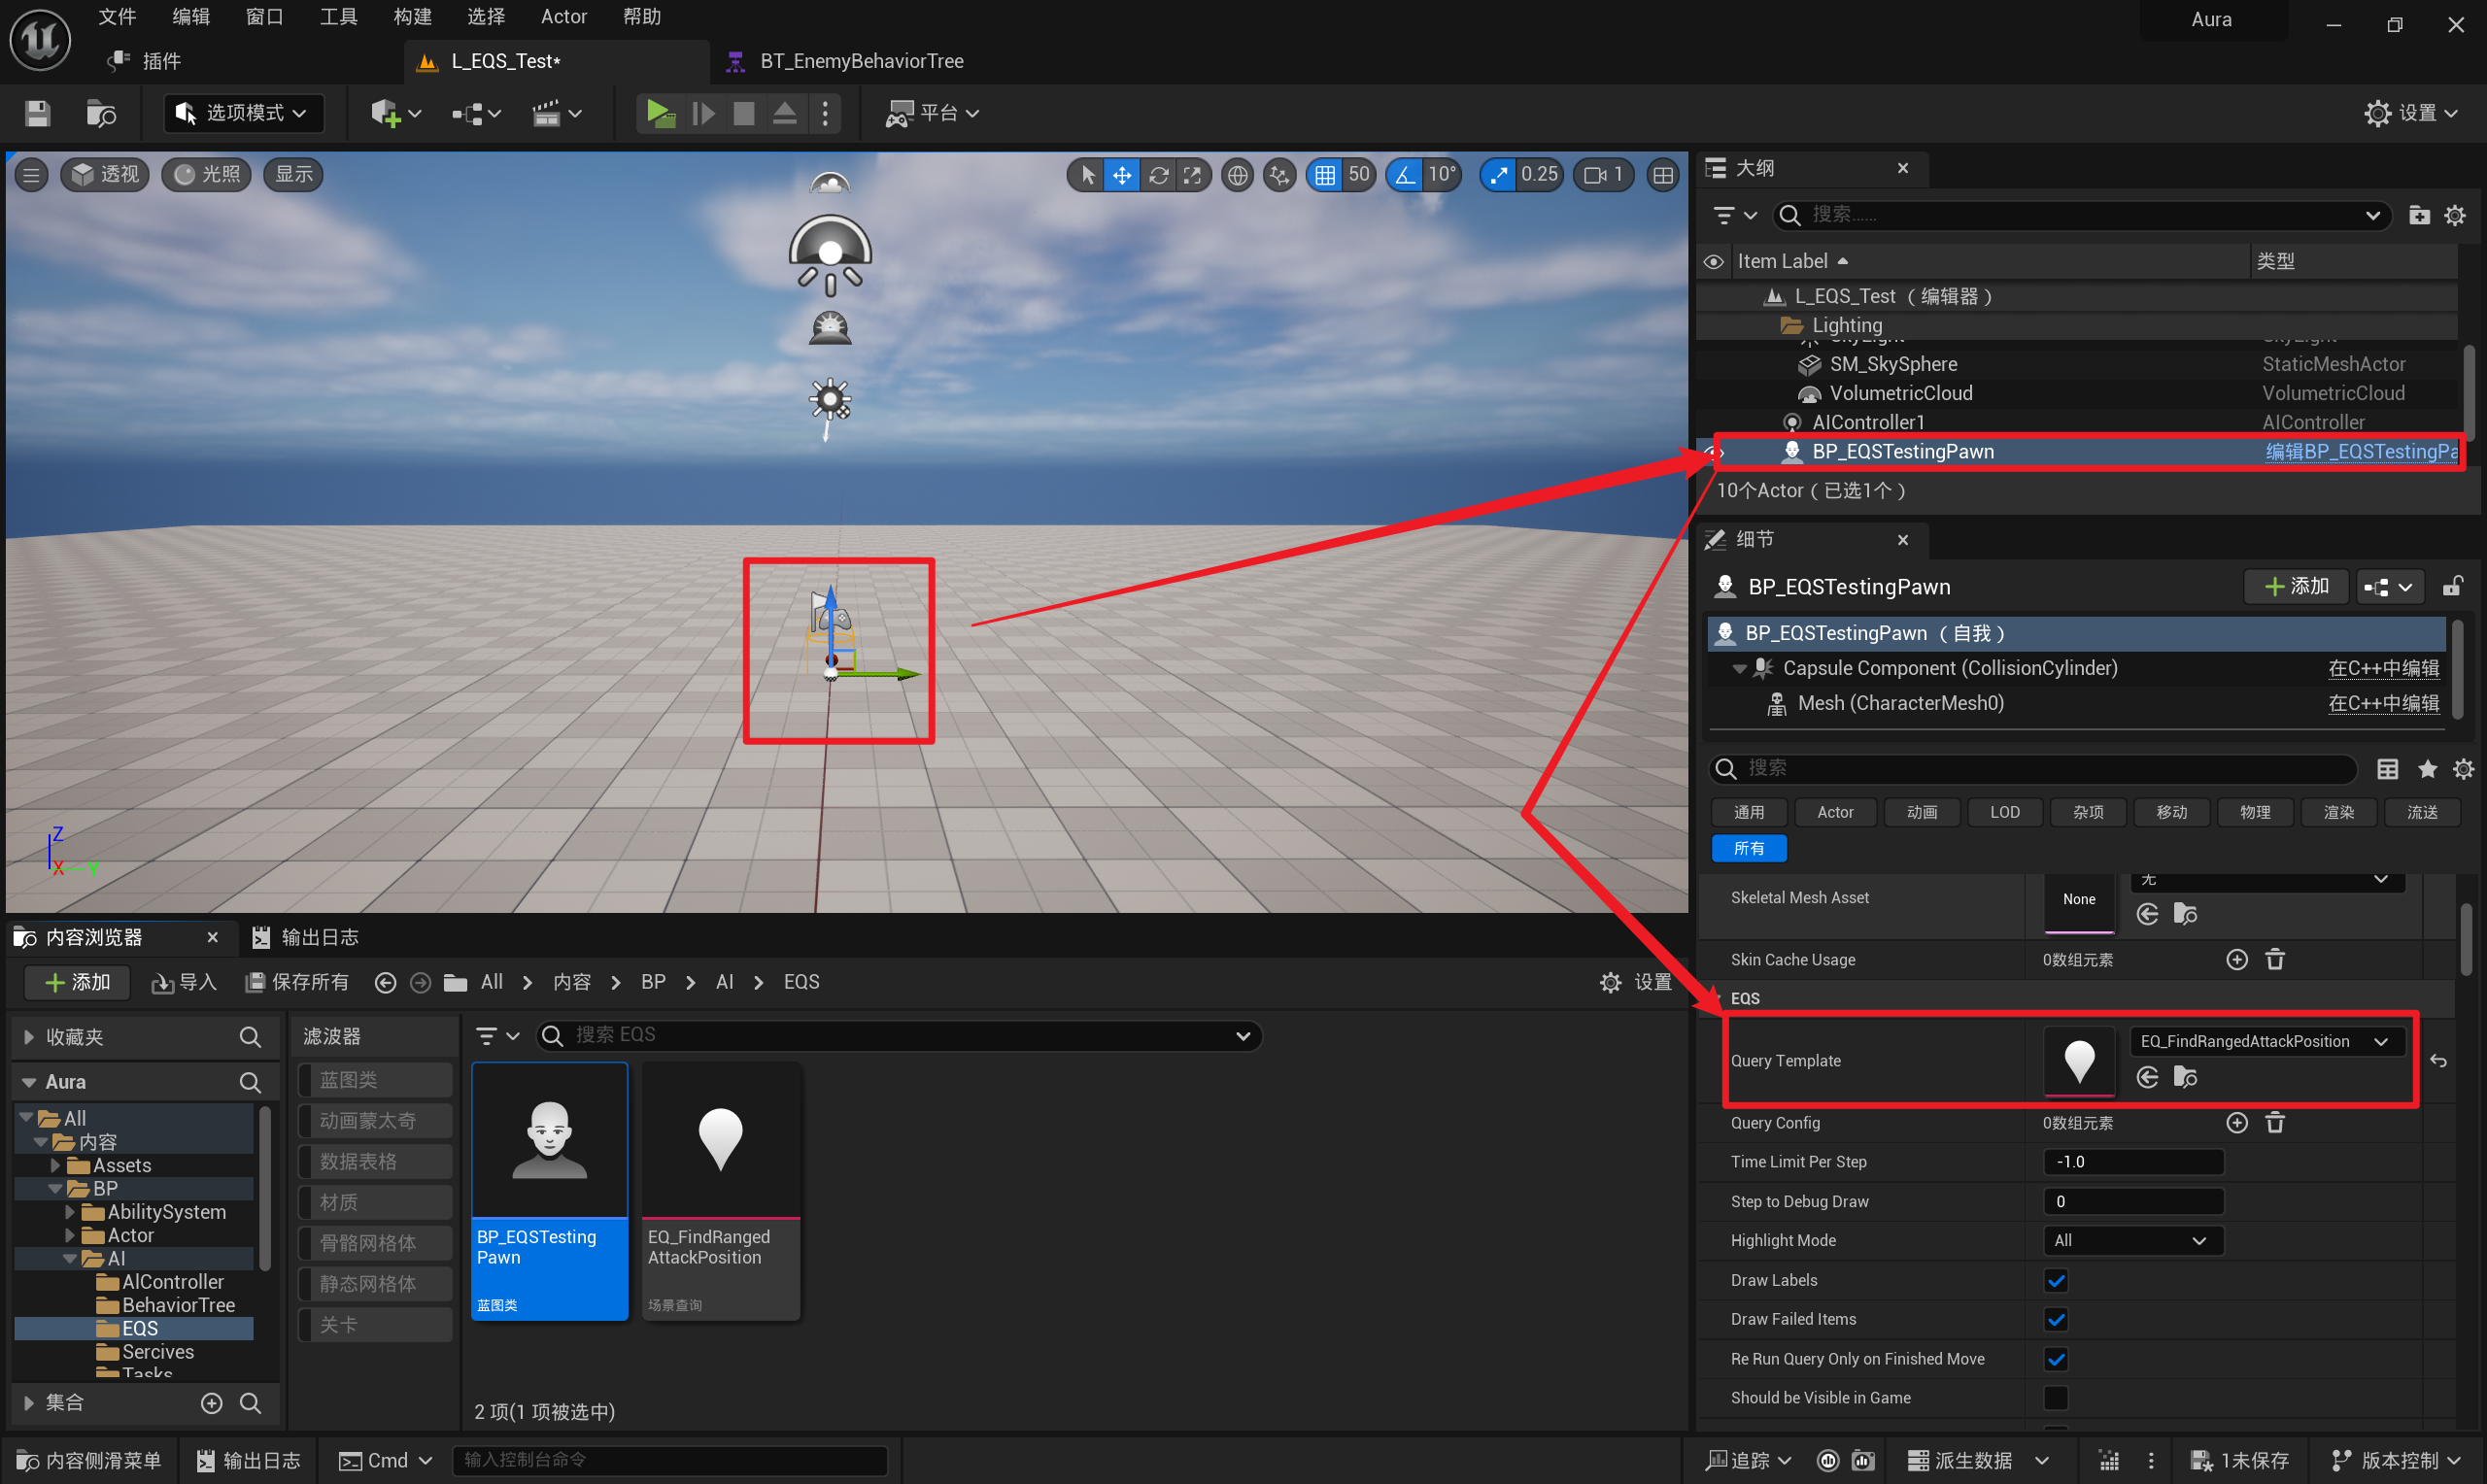 文件 编辑 窗口 工具 构建 选择 Actor 帮助 Aura
插件 L_EQS_Test* BT_EnemyBehaviorTree
选项模式 平台 设置
透视 光照 显示 50 10° 0.25 1
大纲
搜索......
Item Label 类型
L_EQS_Test （编辑器）
Lighting
SM_SkySphere StaticMeshActor
VolumetricCloud VolumetricCloud
AIController1 AIController
BP_EQSTestingPawn 编辑BP_EQSTestingPa
10个Actor（已选1个）
细节
BP_EQSTestingPawn 添加
BP_EQSTestingPawn （自我）
Capsule Component (CollisionCylinder) 在C++中编辑
Mesh (CharacterMesh0) 在C++中编辑
搜索
通用 Actor 动画 LOD 杂项 移动 物理 渲染 流送
所有
无
Skeletal Mesh Asset None
Skin Cache Usage 0数组元素
EQS
Query Template EQ_FindRangedAttackPosition
Query Config 0数组元素
Time Limit Per Step -1.0
Step to Debug Draw 0
Highlight Mode All
Draw Labels
Draw Failed Items
Re Run Query Only on Finished Move
Should be Visible in Game
Z
X Y
内容浏览器 输出日志
添加 导入 保存所有 All 内容 BP AI EQS 设置
收藏夹
Aura
All
内容
Assets
BP
AbilitySystem
Actor
AI
AIController
BehaviorTree
EQS
Sercives
Tasks
集合
滤波器
蓝图类
动画蒙太奇
数据表格
材质
骨骼网格体
静态网格体
关卡
搜索 EQS
BP_EQSTesting
Pawn
蓝图类
EQ_FindRanged
AttackPosition
场景查询
2 项(1 项被选中)
内容侧滑菜单 输出日志 Cmd 输入控制台命令 追踪 派生数据 1未保存 版本控制